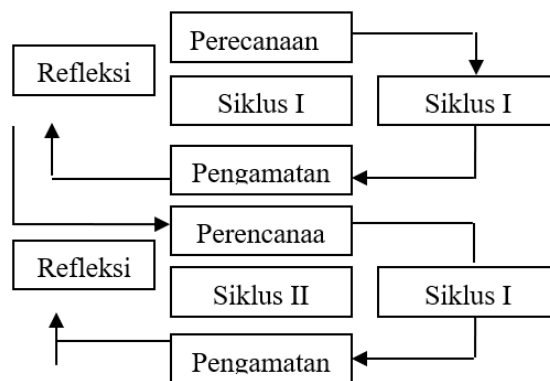 Perecanaan
Refleksi
Siklus I
Siklus I
Pengamatan
Perencanaa
Refleksi
Siklus II
Siklus I
Pengamatan